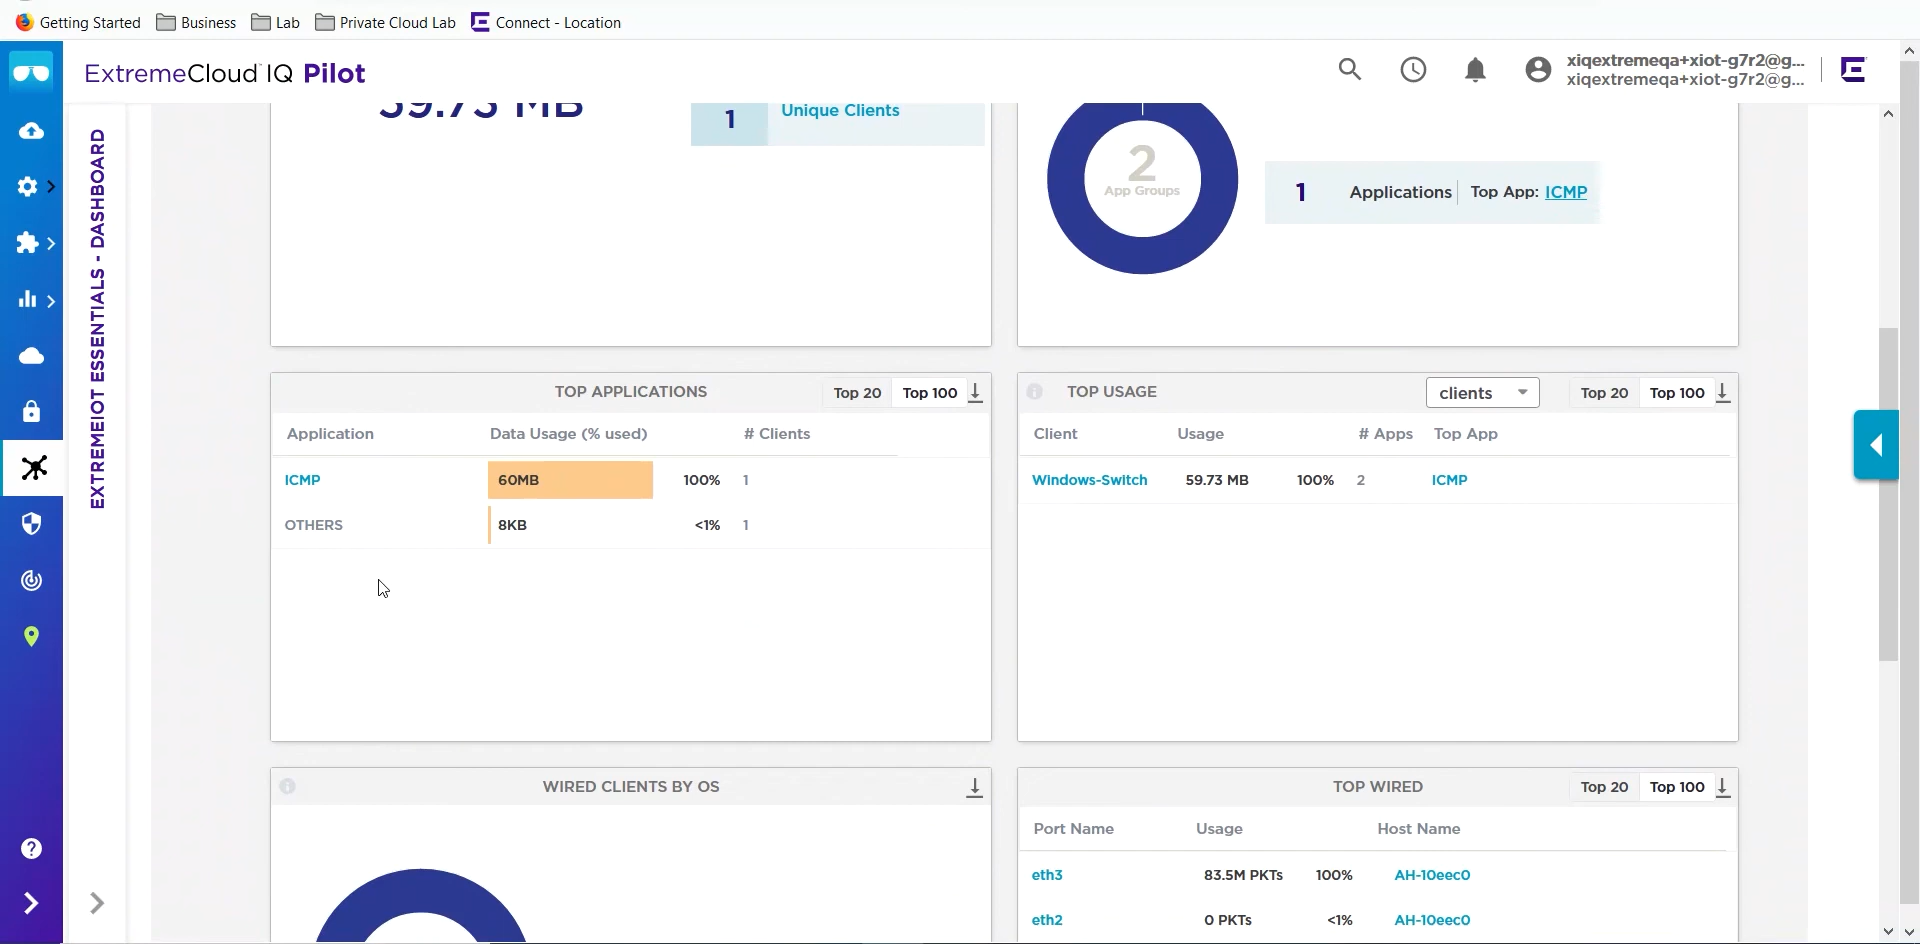 Getting Started Business Lab Private Cloud Lab Connect - Location
ExtremeCloud™ IQ Pilot
xiqextremeqa+xiot-g7r2@g...
xiqextremeqa+xiot-g7r2@g...
EXTREMEIOT ESSENTIALS - DASHBOARD
59.73 MB
1 Unique Clients
2
App Groups
1 Applications Top App: ICMP
TOP APPLICATIONS Top 20 Top 100
Application Data Usage (% used) # Clients
ICMP 60MB 100% 1
OTHERS 8KB <1% 1
TOP USAGE clients Top 20 Top 100
Client Usage # Apps Top App
Windows-Switch 59.73 MB 100% 2 ICMP
WIRED CLIENTS BY OS
TOP WIRED Top 20 Top 100
Port Name Usage Host Name
eth3 83.5M PKTs 100% AH-10eec0
eth2 0 PKTs <1% AH-10eec0